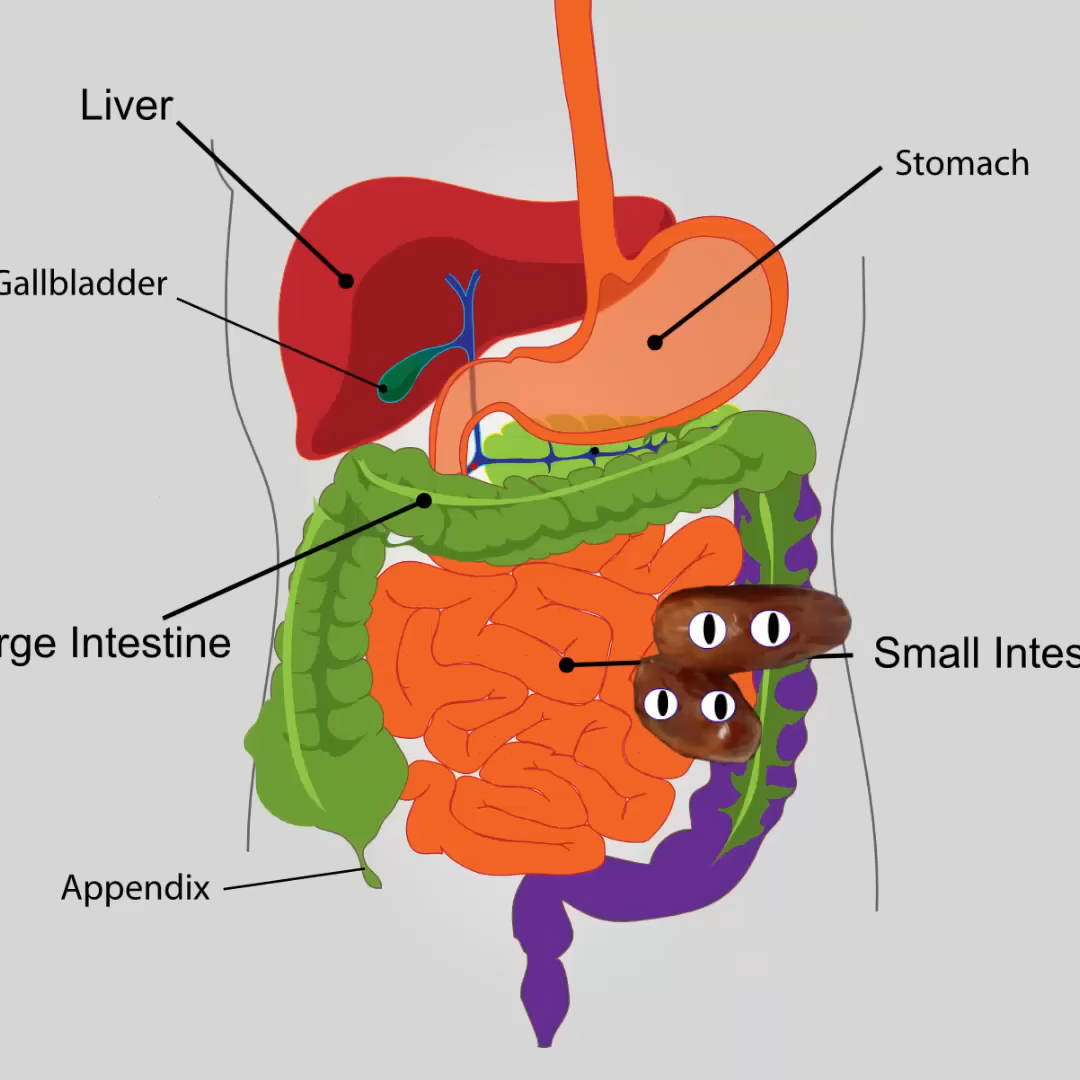 Liver
Stomach
Gallbladder
rge Intestine
Small Intes
Appendix